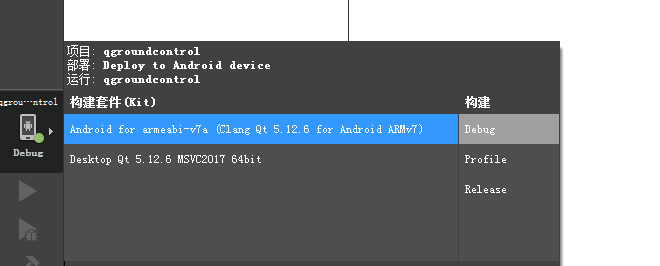 项目: qgroundcontrol
部署: Deploy to Android device
运行: qgroundcontrol
qgrou···ntrol
构建套件(Kit) 构建
Android for armeabi-v7a (Clang Qt 5.12.6 for Android ARMv7) Debug
Debug
Desktop Qt 5.12.6 MSVC2017 64bit Profile
Release